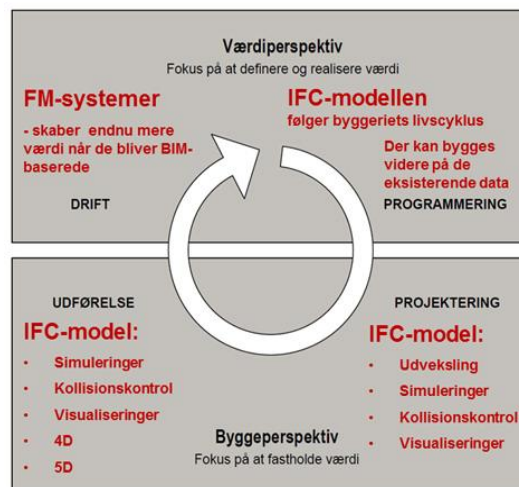 Værdiperspektiv
Fokus på at definere og realisere værdi
FM-systemer
- skaber endnu mere
værdi når de bliver BIM-
baserede
DRIFT
IFC-modellen
følger byggeriets livscyklus
Der kan bygges
videre på de
eksisterende data
PROGRAMMERING
UDFØRELSE
IFC-model:
• Simuleringer
• Kollisionskontrol
• Visualiseringer
• 4D
• 5D
PROJEKTERING
IFC-model:
• Udveksling
• Simuleringer
• Kollisionskontrol
• Visualiseringer
Byggeperspektiv
Fokus på at fastholde værdi